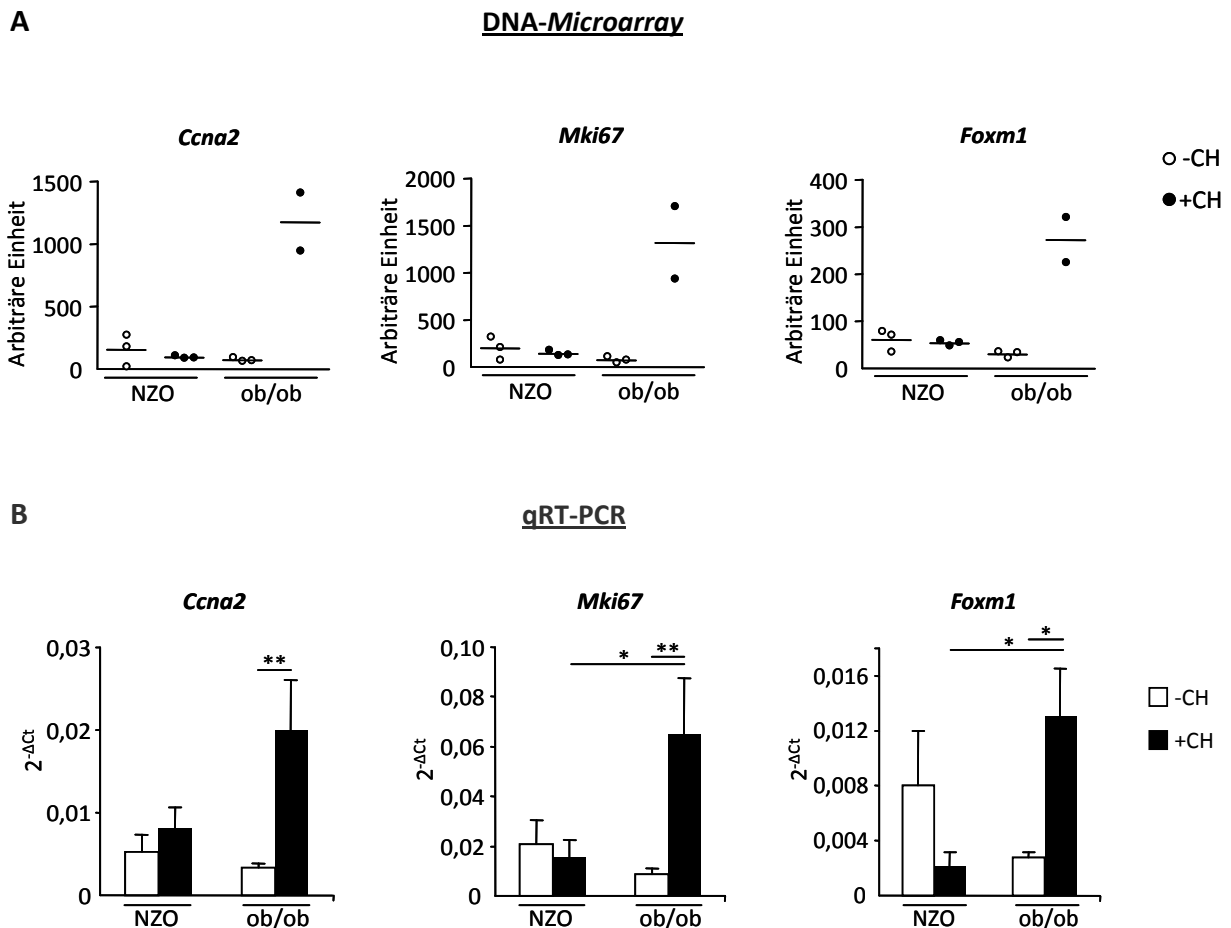 A
DNA-Microarray
Ccna2
Mki67
Foxm1
Arbiträre Einheit
1500
1000
500
0
NZO
ob/ob
Arbiträre Einheit
2000
1500
1000
500
0
NZO
ob/ob
Arbiträre Einheit
400
300
200
100
0
NZO
ob/ob
-CH
+CH
B
qRT-PCR
Ccna2
Mki67
Foxm1
2-ΔCt
0,03
0,02
0,01
0
**
NZO
ob/ob
2-ΔCt
0,10
0,08
0,06
0,04
0,02
0
*
**
NZO
ob/ob
2-ΔCt
0,016
0,012
0,008
0,004
0
*
*
NZO
ob/ob
-CH
+CH